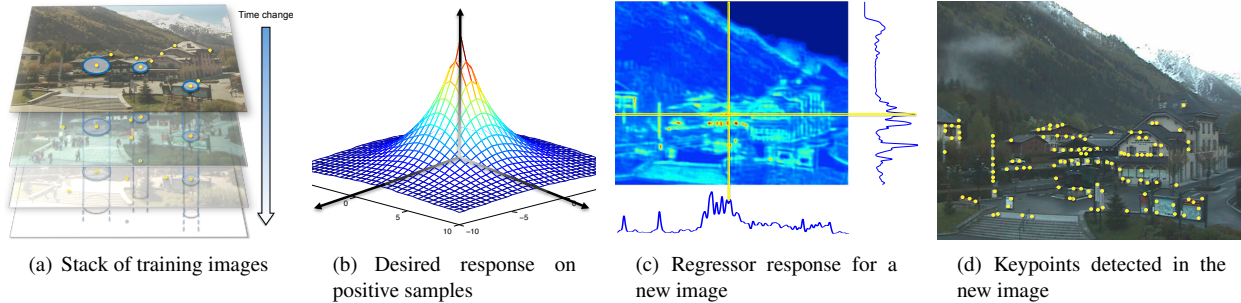 Time change
0
5
10
−10
−5
(a) Stack of training images
(b) Desired response on
positive samples
(c) Regressor response for a
new image
(d) Keypoints detected in the
new image